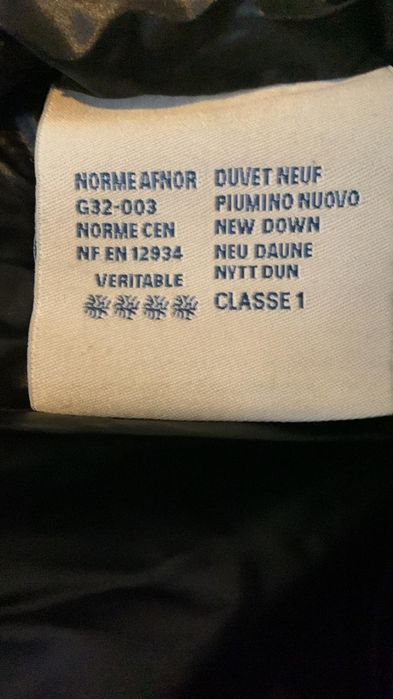 NORME AFNOR
G32-003
NORME CEN
NF EN 12934
VERITABLE
DUVET NEUF
PIUMINO NUOVO
NEW DOWN
NEU DAUNE
NYTT DUN
CLASSE 1